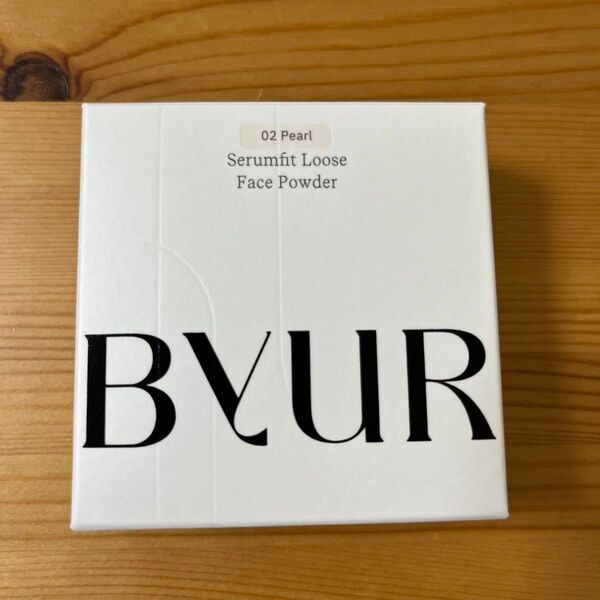 02 Pearl
Serumfit Loose
Face Powder
BYUR